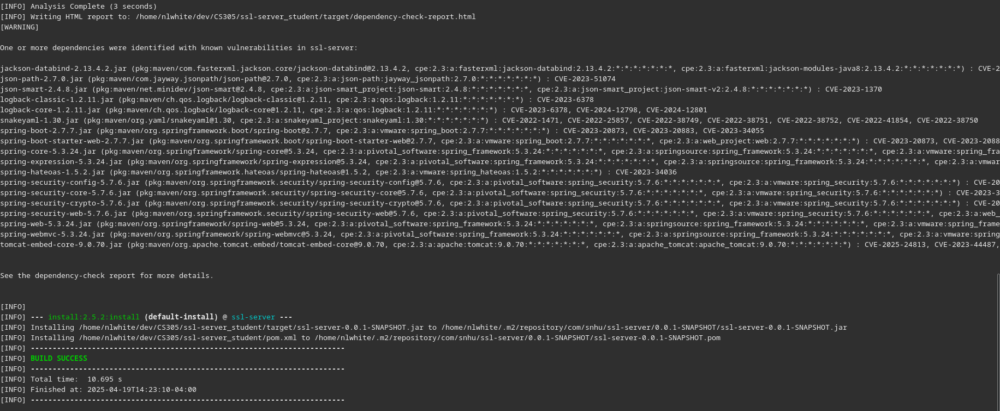 [INFO] Analysis Complete (3 seconds)
[INFO] Writing HTML report to: /home/nlwhite/dev/CS305/ssl-server_student/target/dependency-check-report.html
[WARNING]
One or more dependencies were identified with known vulnerabilities in ssl-server:
jackson-databind-2.13.4.2.jar (pkg:maven/com.fasterxml.jackson.core/jackson-databind@2.13.4.2, cpe:2.3:a:fasterxml:jackson-databind:2.13.4.2:*:*:*:*:*:*:*, cpe:2.3:a:fasterxml:jackson-modules-java8:2.13.4.2:*:*:*:*:*:*:*) : CVE-2
json-path-2.7.0.jar (pkg:maven/com.jayway.jsonpath/json-path@2.7.0, cpe:2.3:a:json-path:jayway_jsonpath:2.7.0:*:*:*:*:*:*:*) : CVE-2023-51074
json-smart-2.4.8.jar (pkg:maven/net.minidev/json-smart@2.4.8, cpe:2.3:a:json-smart_project:json-smart:2.4.8:*:*:*:*:*:*:*, cpe:2.3:a:json-smart_project:json-smart-v2:2.4.8:*:*:*:*:*:*:*) : CVE-2023-1370
logback-classic-1.2.11.jar (pkg:maven/ch.qos.logback/logback-classic@1.2.11, cpe:2.3:a:qos:logback:1.2.11:*:*:*:*:*:*:*) : CVE-2023-6378
logback-core-1.2.11.jar (pkg:maven/ch.qos.logback/logback-core@1.2.11, cpe:2.3:a:qos:logback:1.2.11:*:*:*:*:*:*:*) : CVE-2023-6378, CVE-2024-12798, CVE-2024-12801
snakeyaml-1.30.jar (pkg:maven/org.yaml/snakeyaml@1.30, cpe:2.3:a:snakeyaml_project:snakeyaml:1.30:*:*:*:*:*:*:*) : CVE-2022-1471, CVE-2022-25857, CVE-2022-38749, CVE-2022-38751, CVE-2022-38752, CVE-2022-41854, CVE-2022-38750
spring-boot-2.7.7.jar (pkg:maven/org.springframework.boot/spring-boot@2.7.7, cpe:2.3:a:vmware:spring_boot:2.7.7:*:*:*:*:*:*:*) : CVE-2023-20873, CVE-2023-20883, CVE-2023-34055
spring-boot-starter-web-2.7.7.jar (pkg:maven/org.springframework.boot/spring-boot-starter-web@2.7.7, cpe:2.3:a:vmware:spring_boot:2.7.7:*:*:*:*:*:*:*, cpe:2.3:a:web_project:web:2.7.7:*:*:*:*:*:*:*) : CVE-2023-20873, CVE-2023-2088
spring-core-5.3.24.jar (pkg:maven/org.springframework/spring-core@5.3.24, cpe:2.3:a:pivotal_software:spring_framework:5.3.24:*:*:*:*:*:*:*, cpe:2.3:a:springsource:spring_framework:5.3.24:*:*:*:*:*:*:*, cpe:2.3:a:vmware:spring_fra
spring-expression-5.3.24.jar (pkg:maven/org.springframework/spring-expression@5.3.24, cpe:2.3:a:pivotal_software:spring_framework:5.3.24:*:*:*:*:*:*:*, cpe:2.3:a:springsource:spring_framework:5.3.24:*:*:*:*:*:*:*, cpe:2.3:a:vmwar
spring-hateoas-1.5.2.jar (pkg:maven/org.springframework.hateoas/spring-hateoas@1.5.2, cpe:2.3:a:vmware:spring_hateoas:1.5.2:*:*:*:*:*:*:*) : CVE-2023-34036
spring-security-config-5.7.6.jar (pkg:maven/org.springframework.security/spring-security-config@5.7.6, cpe:2.3:a:pivotal_software:spring_security:5.7.6:*:*:*:*:*:*:*, cpe:2.3:a:vmware:spring_security:5.7.6:*:*:*:*:*:*:*) : CVE-20
spring-security-core-5.7.6.jar (pkg:maven/org.springframework.security/spring-security-core@5.7.6, cpe:2.3:a:pivotal_software:spring_security:5.7.6:*:*:*:*:*:*:*, cpe:2.3:a:vmware:spring_security:5.7.6:*:*:*:*:*:*:*) : CVE-2023-3
spring-security-crypto-5.7.6.jar (pkg:maven/org.springframework.security/spring-security-crypto@5.7.6, cpe:2.3:a:pivotal_software:spring_security:5.7.6:*:*:*:*:*:*:*, cpe:2.3:a:vmware:spring_security:5.7.6:*:*:*:*:*:*:*) : CVE-20
spring-security-web-5.7.6.jar (pkg:maven/org.springframework.security/spring-security-web@5.7.6, cpe:2.3:a:pivotal_software:spring_security:5.7.6:*:*:*:*:*:*:*, cpe:2.3:a:vmware:spring_security:5.7.6:*:*:*:*:*:*:*, cpe:2.3:a:web_
spring-web-5.3.24.jar (pkg:maven/org.springframework/spring-web@5.3.24, cpe:2.3:a:pivotal_software:spring_framework:5.3.24:*:*:*:*:*:*:*, cpe:2.3:a:springsource:spring_framework:5.3.24:*:*:*:*:*:*:*, cpe:2.3:a:vmware:spring_frame
spring-webmvc-5.3.24.jar (pkg:maven/org.springframework/spring-webmvc@5.3.24, cpe:2.3:a:pivotal_software:spring_framework:5.3.24:*:*:*:*:*:*:*, cpe:2.3:a:springsource:spring_framework:5.3.24:*:*:*:*:*:*:*, cpe:2.3:a:vmware:spring
tomcat-embed-core-9.0.70.jar (pkg:maven/org.apache.tomcat.embed/tomcat-embed-core@9.0.70, cpe:2.3:a:apache:tomcat:9.0.70:*:*:*:*:*:*:*, cpe:2.3:a:apache_tomcat:apache_tomcat:9.0.70:*:*:*:*:*:*:*) : CVE-2025-24813, CVE-2023-44487,
See the dependency-check report for more details.
[INFO]
[INFO] --- install:2.5.2:install (default-install) @ ssl-server ---
[INFO] Installing /home/nlwhite/dev/CS305/ssl-server_student/target/ssl-server-0.0.1-SNAPSHOT.jar to /home/nlwhite/.m2/repository/com/snhu/ssl-server/0.0.1-SNAPSHOT/ssl-server-0.0.1-SNAPSHOT.jar
[INFO] Installing /home/nlwhite/dev/CS305/ssl-server_student/pom.xml to /home/nlwhite/.m2/repository/com/snhu/ssl-server/0.0.1-SNAPSHOT/ssl-server-0.0.1-SNAPSHOT.pom
[INFO] ------------------------------------------------------------------------
[INFO] BUILD SUCCESS
[INFO] ------------------------------------------------------------------------
[INFO] Total time:  10.695 s
[INFO] Finished at: 2025-04-19T14:23:10-04:00
[INFO] ------------------------------------------------------------------------